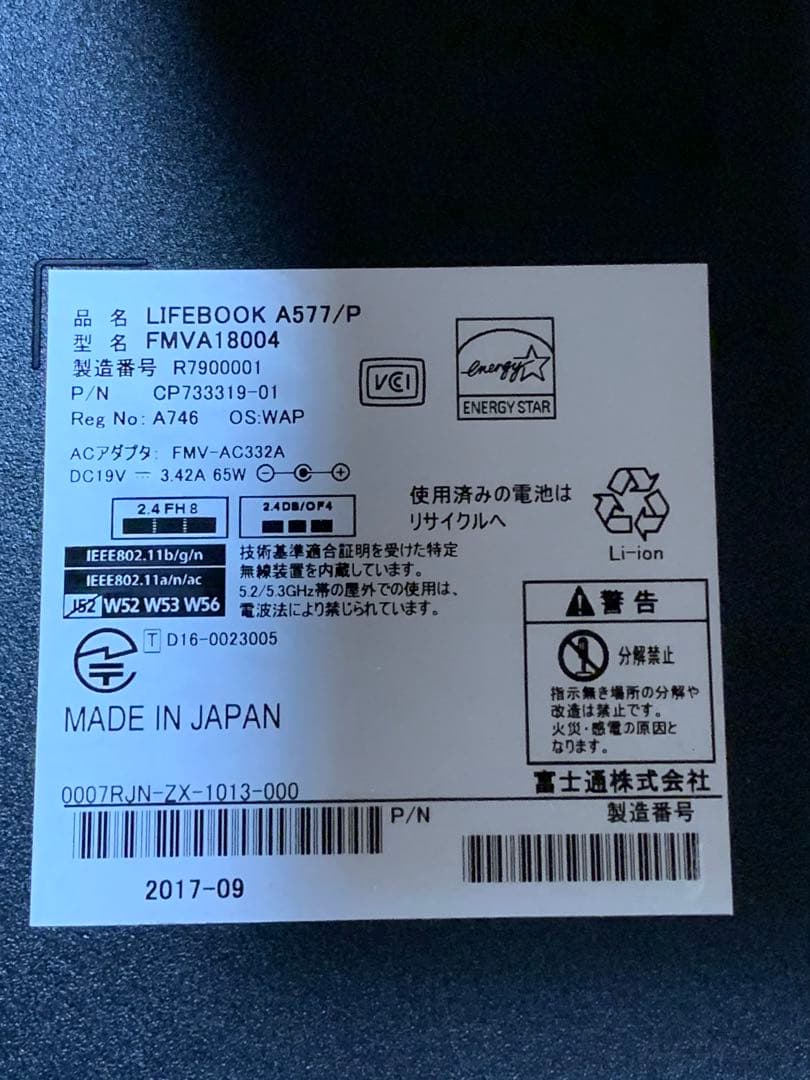 品 名 LIFEBOOK A577/P
型 名 FMVA18004
製造番号 R7900001
P/N CP733319-01
Reg No: A746 OS:WAP
VCCI
energy
ENERGY STAR
ACアダプタ: FMV-AC332A
DC19V ⎓ 3.42A 65W
2.4 FH 8
2.4DS/OF4
使用済みの電池は
リサイクルへ
Li-ion
IEEE802.11b/g/n
IEEE802.11a/n/ac
J52 W52 W53 W56
技術基準適合証明を受けた特定
無線装置を内蔵しています。
5.2/5.3GHz帯の屋外での使用は、
電波法により禁じられています。
T D16-0023005
MADE IN JAPAN
警告
分解禁止
指示無き場所の分解や
改造は禁止です。
火災・感電の原因と
なります。
富士通株式会社
0007RJN-ZX-1013-000
P/N
製造番号
2017-09